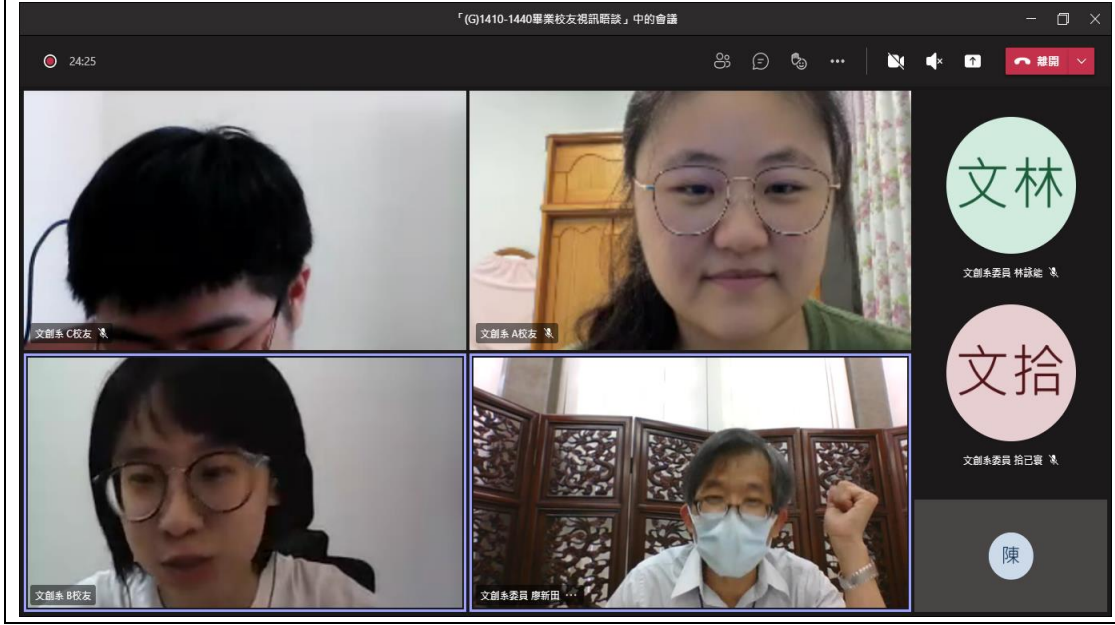 「(G)1410-1440畢業校友視訊晤談」中的會議
24:25
離開
文創系 C校友
文創系 A校友
文林
文創系委員 林詠能
文拾
文創系委員 拾已寰
文創系 B校友
文創系委員 廖新田 ...
陳